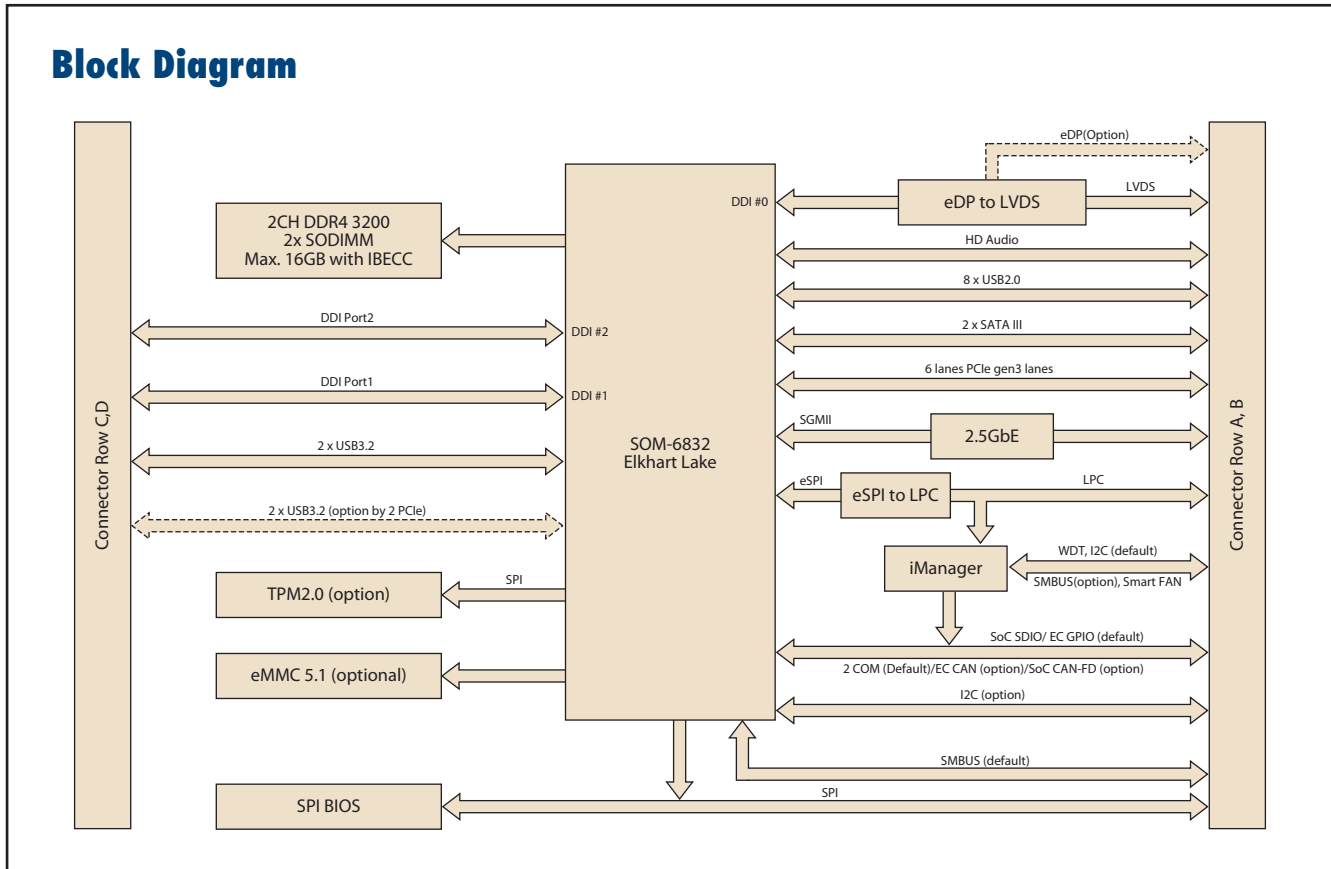 Block Diagram
Connector Row C,D
2CH DDR4 3200
2x SODIMM
Max. 16GB with IBECC
DDI Port2
DDI #2
DDI Port1
DDI #1
2 x USB3.2
2 x USB3.2 (option by 2 PCIe)
TPM2.0 (option)
SPI
eMMC 5.1 (optional)
SPI BIOS
SOM-6832
Elkhart Lake
eDP(Option)
DDI #0
eDP to LVDS
LVDS
HD Audio
8 x USB2.0
2 x SATA III
6 lanes PCIe gen3 lanes
SGMII
2.5GbE
eSPI
eSPI to LPC
LPC
iManager
WDT, I2C (default)
SMBUS(option), Smart FAN
SoC SDIO/ EC GPIO (default)
2 COM (Default)/EC CAN (option)/SoC CAN-FD (option)
I2C (option)
SMBUS (default)
SPI
Connector Row A, B